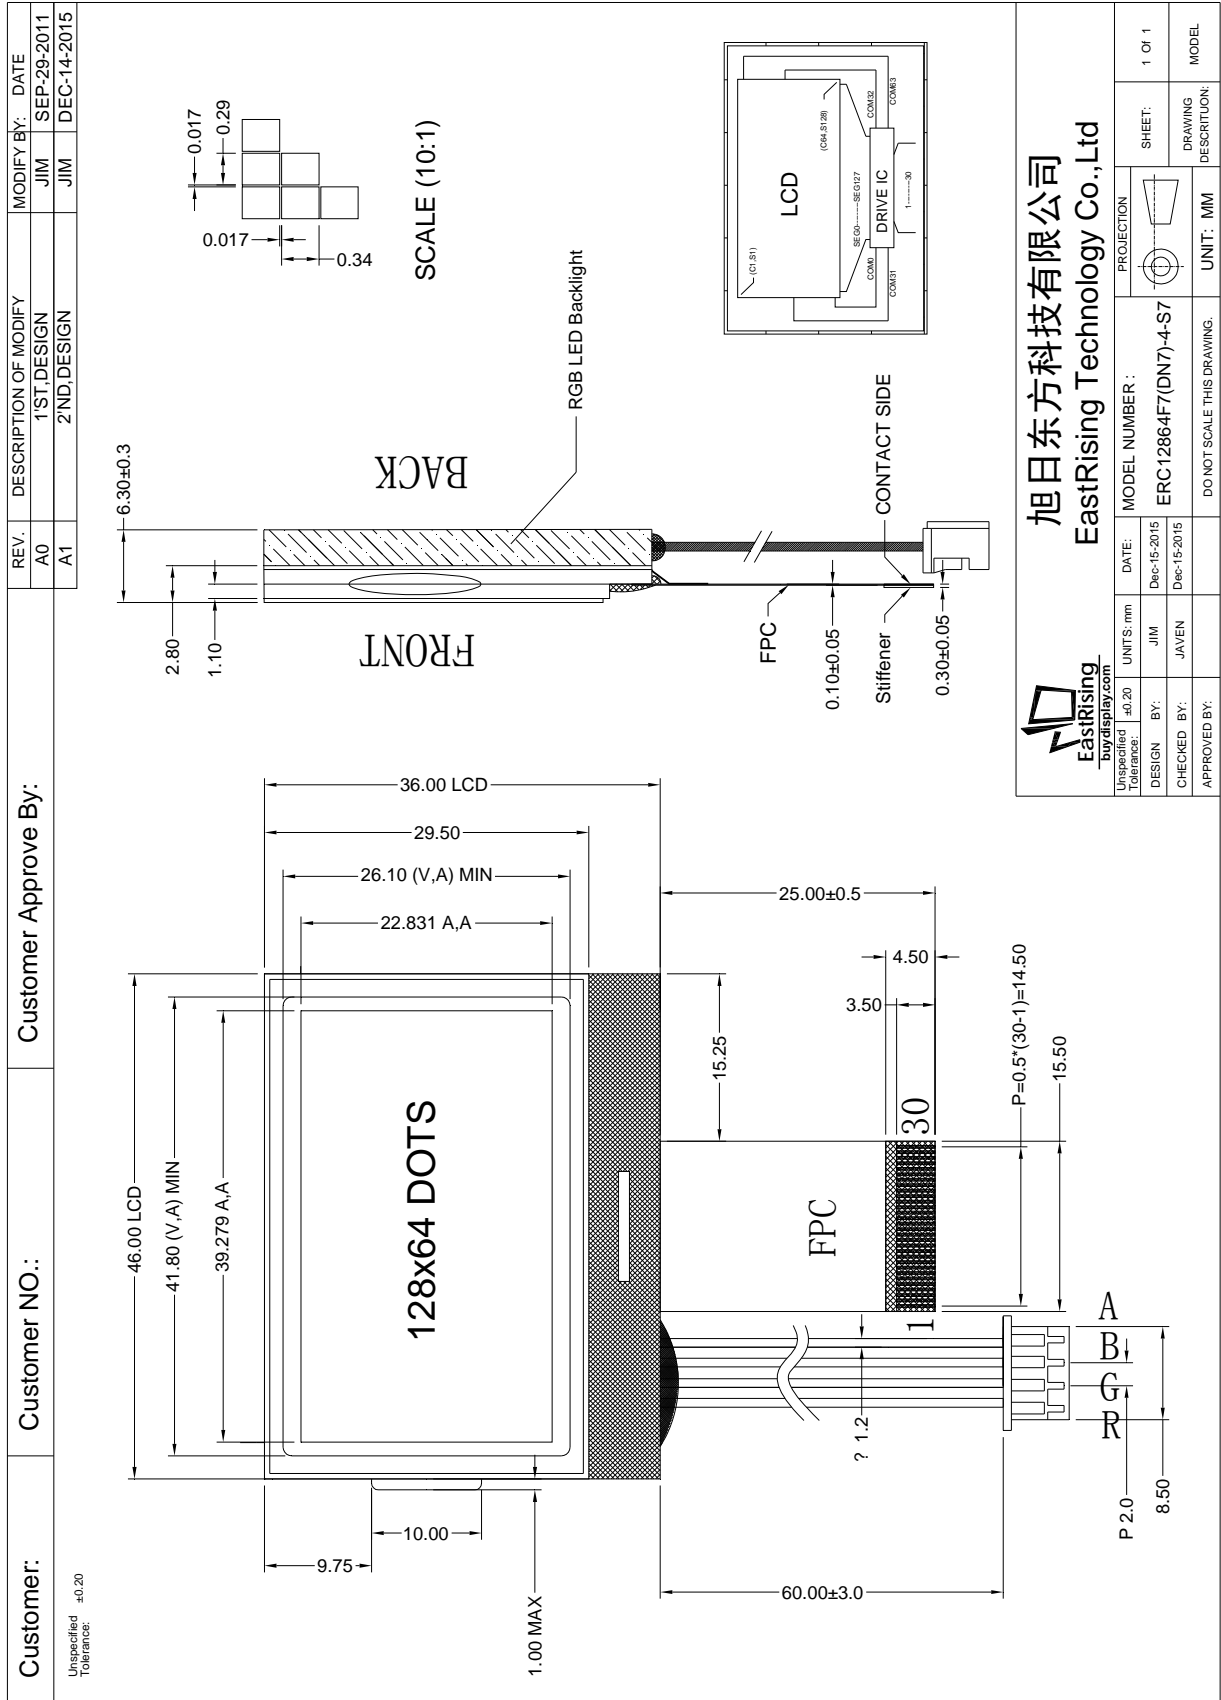 Customer:
Customer NO.:
Customer Approve By:
REV.
DESCRIPTION OF MODIFY
MODIFY BY:
DATE
A0
1'ST,DESIGN
JIM
SEP-29-2011
A1
2'ND,DESIGN
JIM
DEC-14-2015
Unspecified
Tolerance:
±0.20
46.00 LCD
41.80 (V,A) MIN
39.279 A,A
128x64 DOTS
36.00 LCD
29.50
26.10 (V,A) MIN
22.831 A,A
9.75
10.00
1.00 MAX
60.00±3.0
25.00±0.5
15.25
4.50
3.50
FPC
1
30
P=0.5*(30-1)=14.50
15.50
? 1.2
R
G
B
A
P 2.0
8.50
6.30±0.3
2.80
1.10
FRONT
BACK
RGB LED Backlight
FPC
CONTACT SIDE
0.10±0.05
Stiffener
0.30±0.05
0.017
0.29
0.017
0.34
SCALE (10:1)
LCD
(C1,S1)
(C64,S128)
SEG0--------SEG127
COM0
COM32
DRIVE IC
COM31
COM63
1-------30
EastRising
buydisplay.com
旭日东方科技有限公司
EastRising Technology Co.,Ltd
Unspecified
Tolerance:
±0.20
UNITS: mm
DATE:
MODEL NUMBER :
PROJECTION
SHEET:
1 Of 1
DESIGN BY:
JIM
Dec-15-2015
ERC12864F7(DN7)-4-S7
CHECKED BY:
JAVEN
Dec-15-2015
APPROVED BY:
DO NOT SCALE THIS DRAWING.
UNIT: MM
DRAWING
DESCRITUON:
MODEL